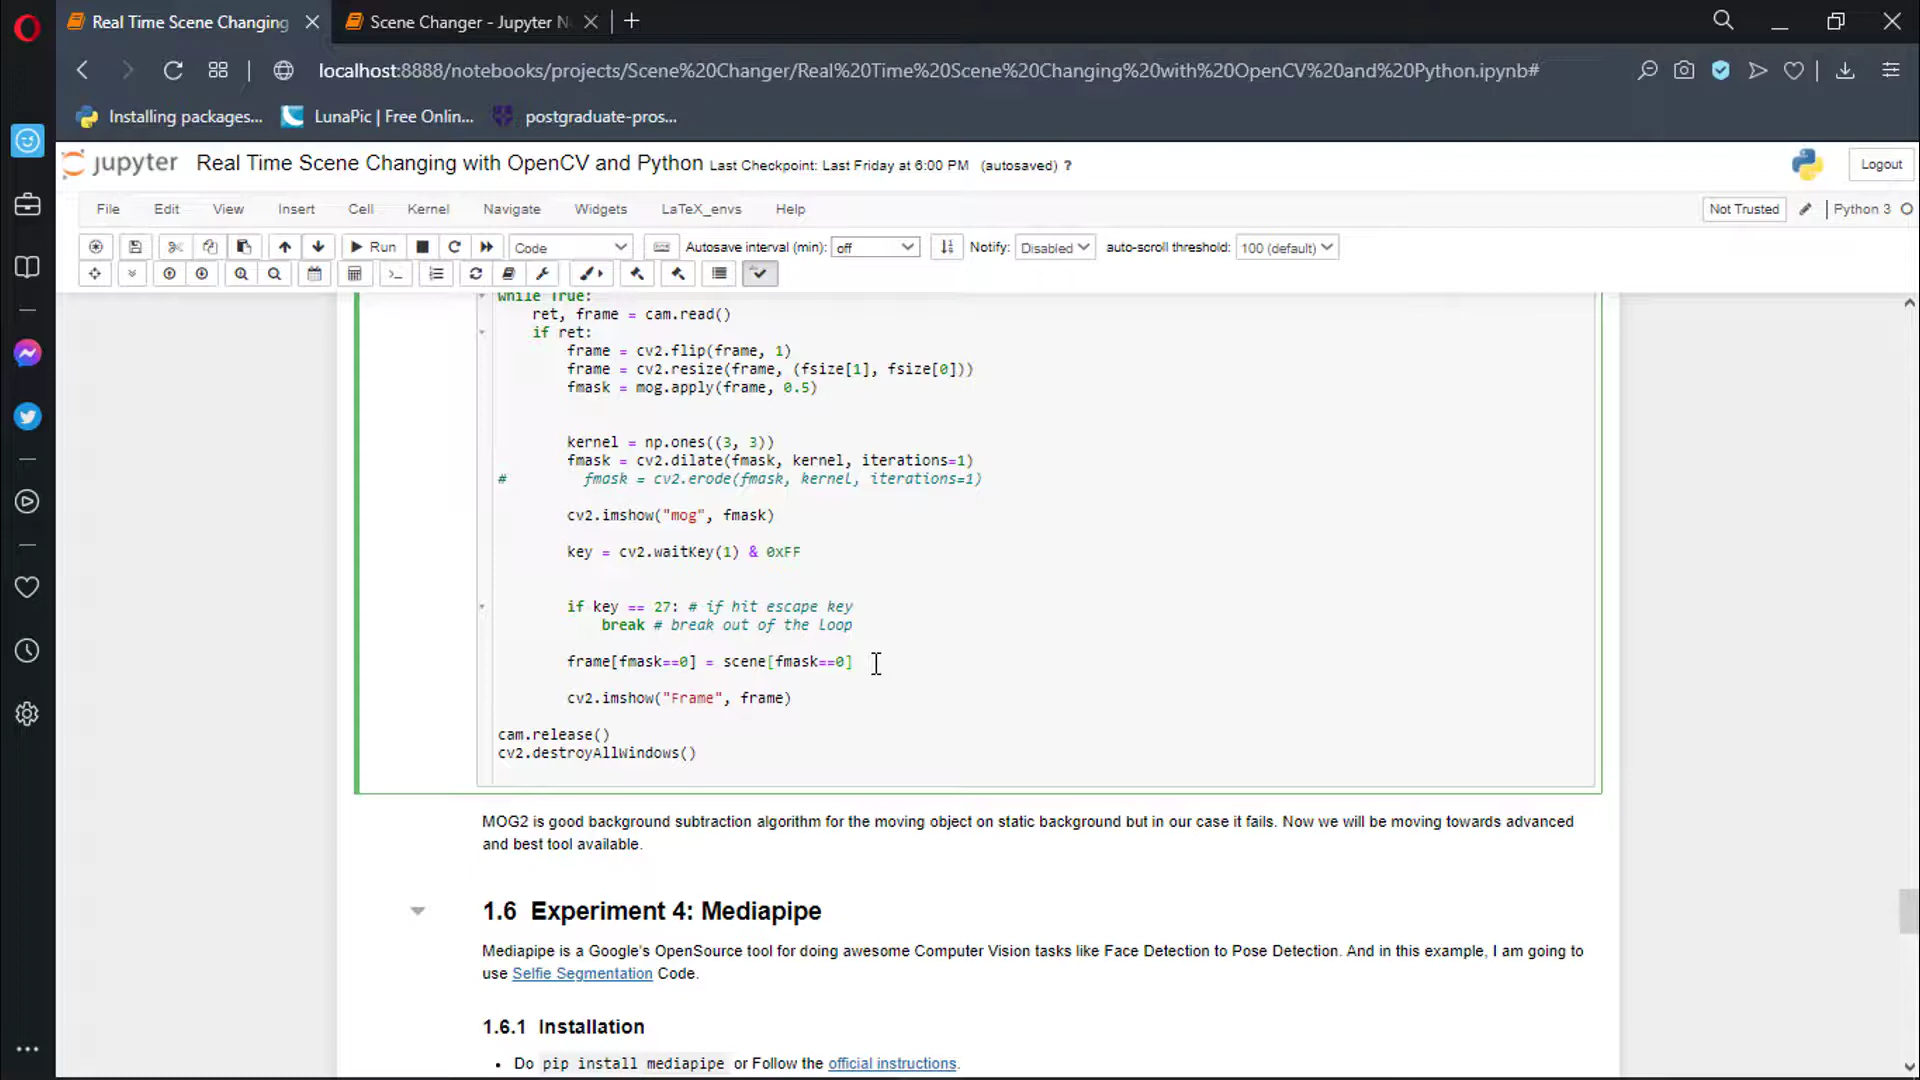 Real Time Scene Changing
Scene Changer - Jupyter N
localhost:8888/notebooks/projects/Scene%20Changer/Real%20Time%20Scene%20Changing%20with%20OpenCV%20and%20Python.ipynb#
Installing packages...
LunaPic | Free Onlin...
postgraduate-pros...
jupyter
Real Time Scene Changing with OpenCV and Python Last Checkpoint: Last Friday at 6:00 PM (autosaved) ?
Logout
File Edit View Insert Cell Kernel Navigate Widgets LaTeX_envs Help
Not Trusted
Python 3
Run
Code
Autosave interval (min): off
Notify: Disabled
auto-scroll threshold: 100 (default)
while True:
ret, frame = cam.read()
if ret:
frame = cv2.flip(frame, 1)
frame = cv2.resize(frame, (fsize[1], fsize[0]))
fmask = mog.apply(frame, 0.5)
kernel = np.ones((3, 3))
fmask = cv2.dilate(fmask, kernel, iterations=1)
# fmask = cv2.erode(fmask, kernel, iterations=1)
cv2.imshow("mog", fmask)
key = cv2.waitKey(1) & 0xFF
if key == 27: # if hit escape key
break # break out of the Loop
frame[fmask==0] = scene[fmask==0]
cv2.imshow("Frame", frame)
cam.release()
cv2.destroyAllWindows()
MOG2 is good background subtraction algorithm for the moving object on static background but in our case it fails. Now we will be moving towards advanced
and best tool available.
1.6 Experiment 4: Mediapipe
Mediapipe is a Google's OpenSource tool for doing awesome Computer Vision tasks like Face Detection to Pose Detection. And in this example, I am going to
use Selfie Segmentation Code.
1.6.1 Installation
• Do pip install mediapipe or Follow the official instructions.